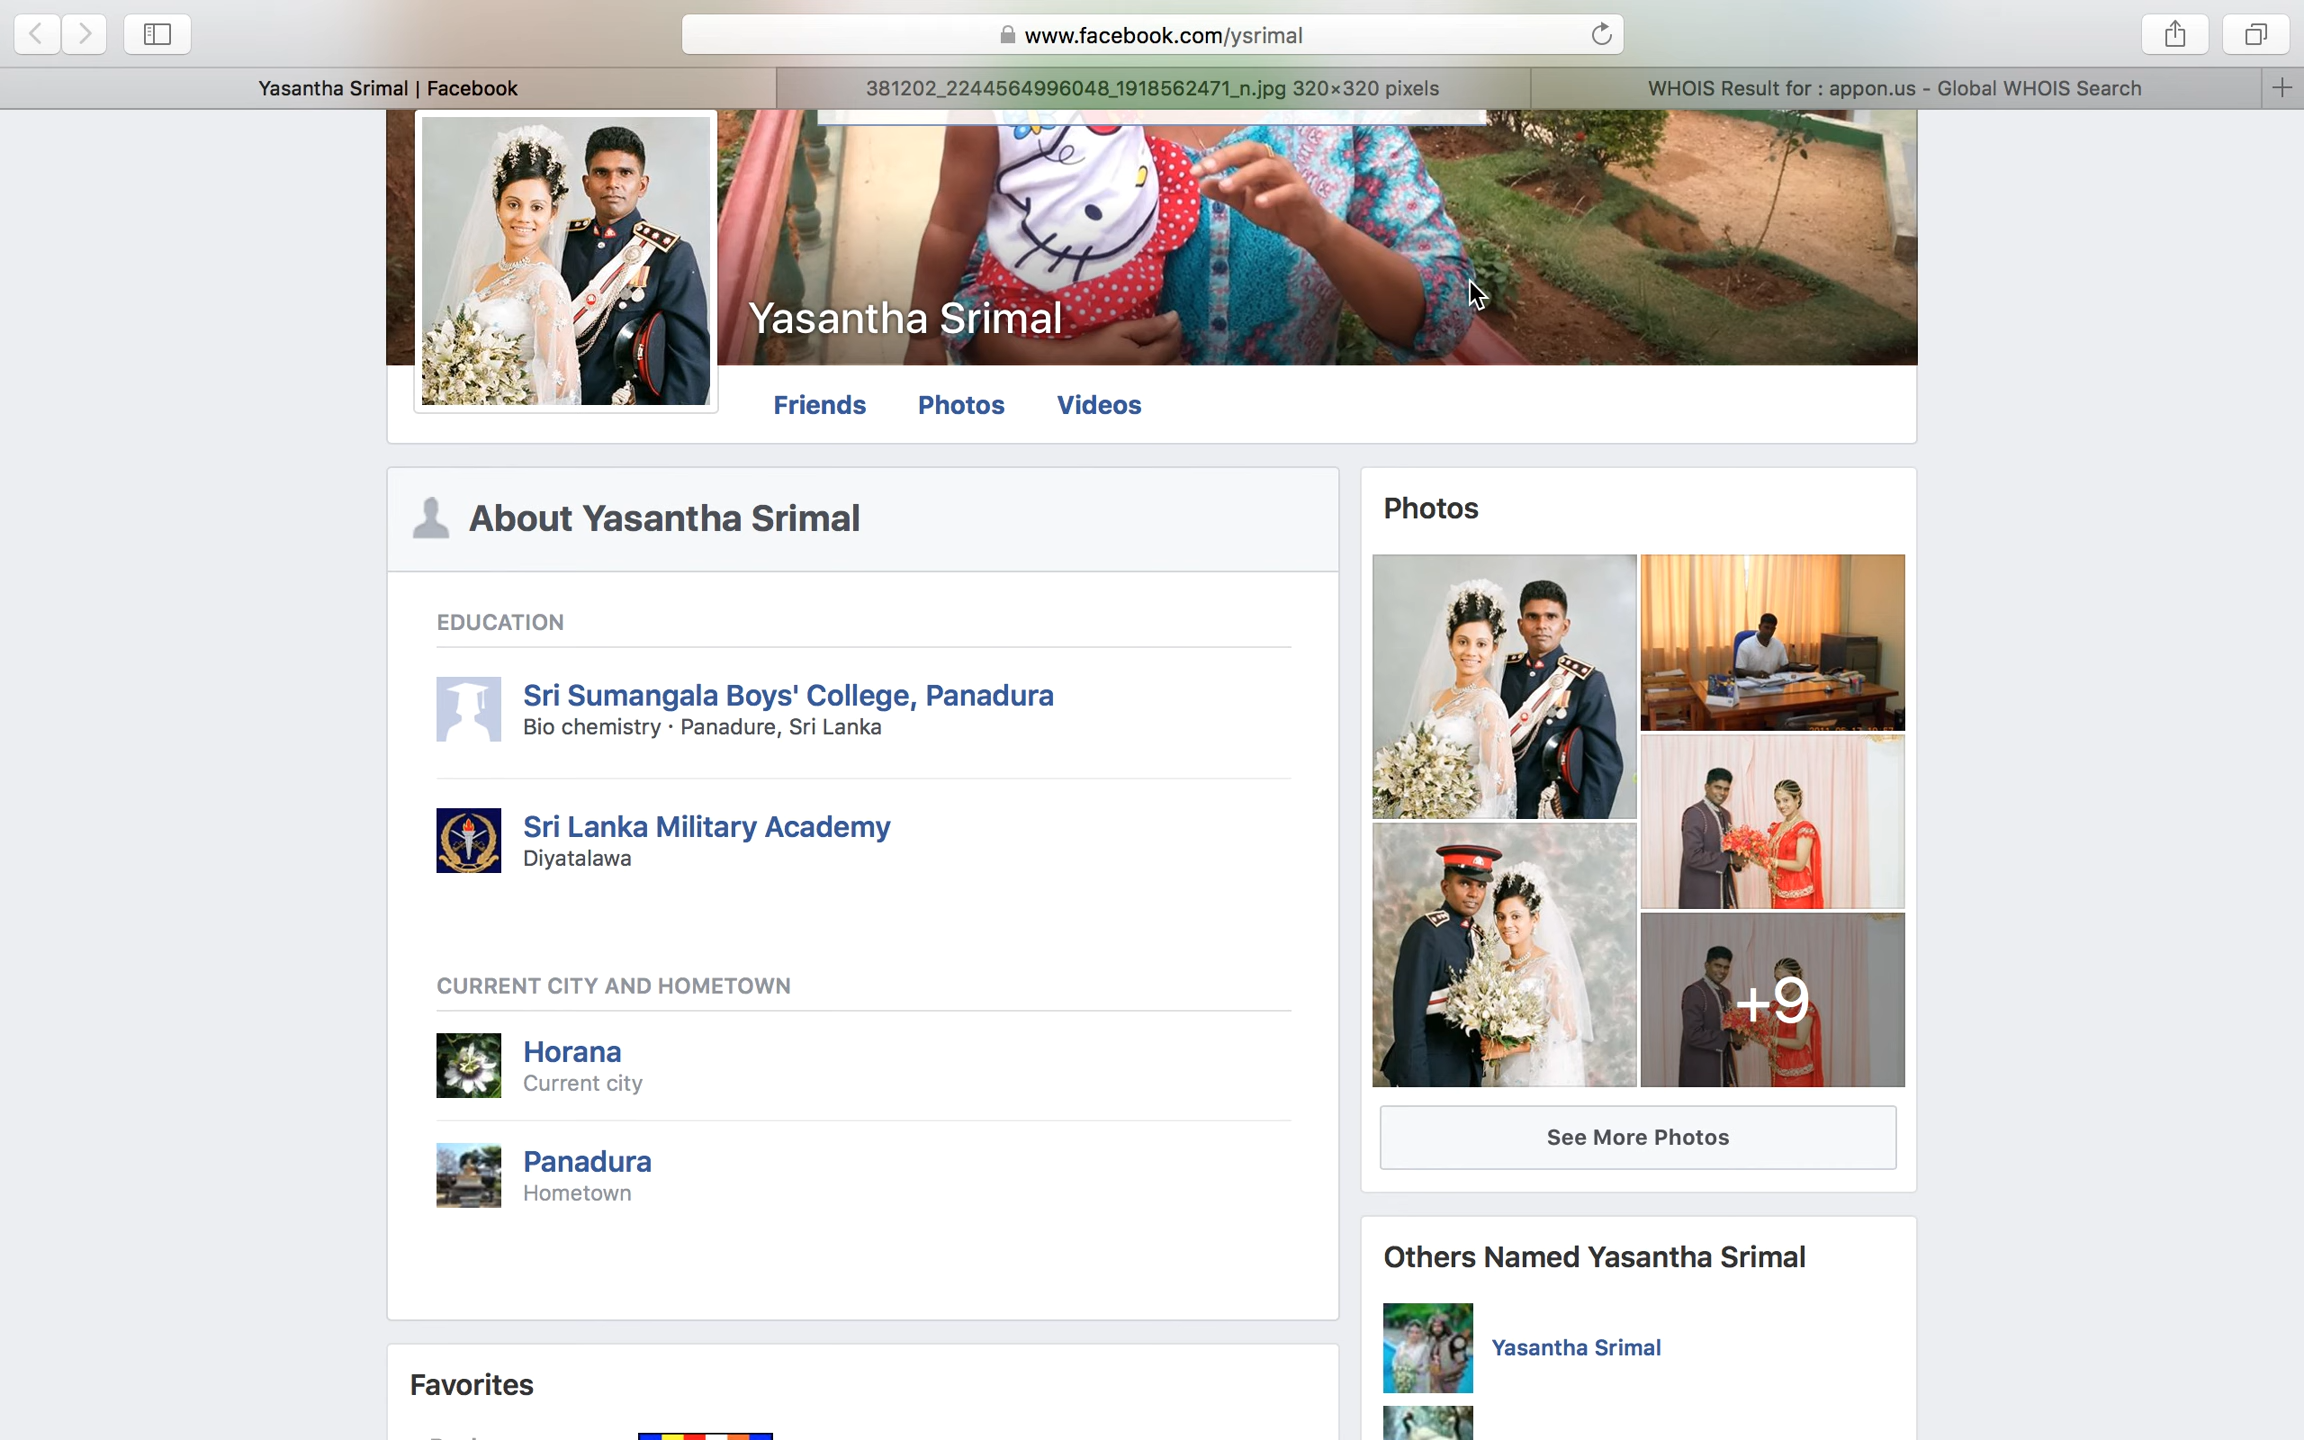 www.facebook.com/ysrimal
Yasantha Srimal | Facebook
381202_2244564996048_1918562471_n.jpg 320×320 pixels
WHOIS Result for : appon.us - Global WHOIS Search
Yasantha Srimal
Friends
Photos
Videos
About Yasantha Srimal
EDUCATION
Sri Sumangala Boys' College, Panadura
Bio chemistry · Panadure, Sri Lanka
Sri Lanka Military Academy
Diyatalawa
CURRENT CITY AND HOMETOWN
Horana
Current city
Panadura
Hometown
Favorites
Photos
+9
See More Photos
Others Named Yasantha Srimal
Yasantha Srimal